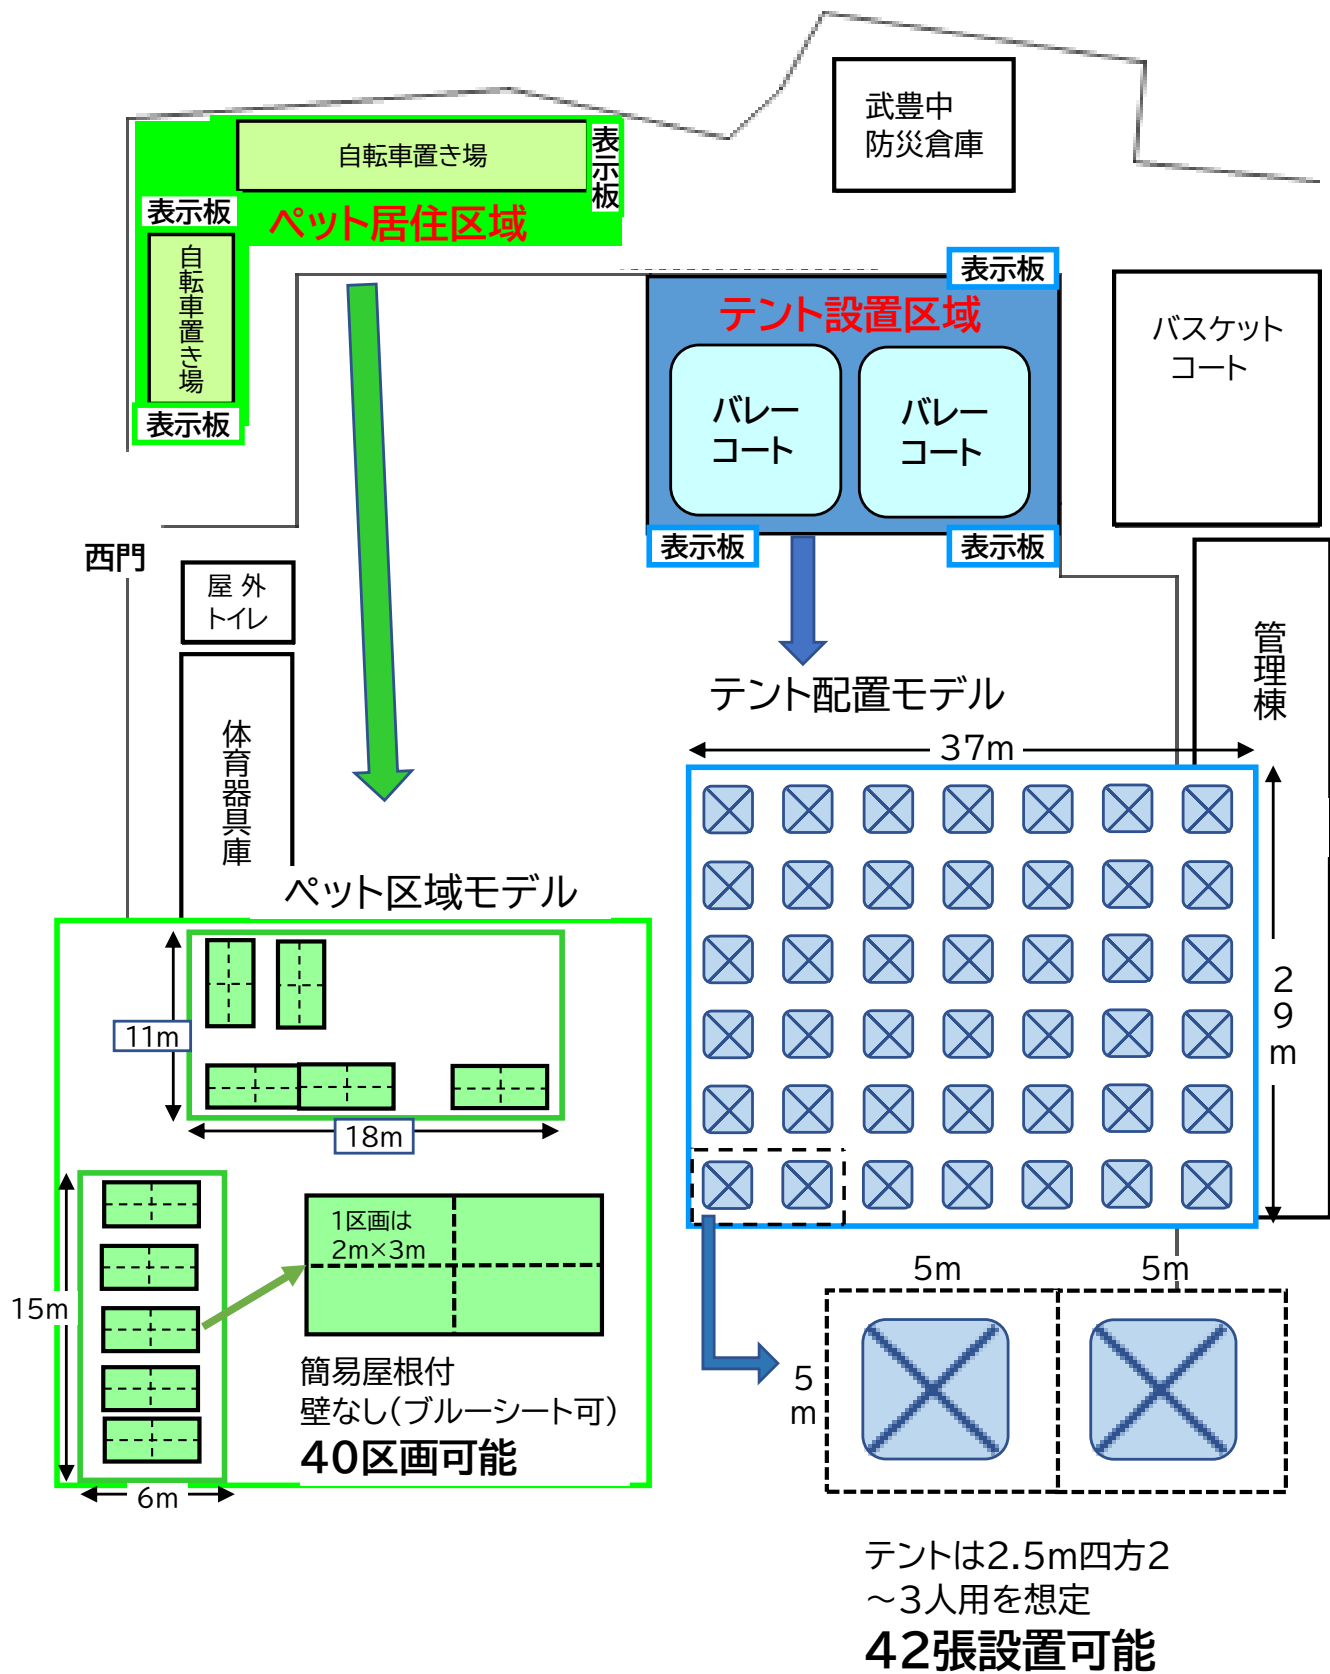 武豊中
防災倉庫
自転車置き場
表示板
表示板
ペット居住区域
自転車置き場
表示板
表示板
テント設置区域
バレー
コート
バレー
コート
バスケット
コート
表示板
表示板
西門
屋 外
トイレ
体育器具庫
管理棟
テント配置モデル
37m
29m
ペット区域モデル
11m
18m
15m
6m
1区画は
2m×3m
簡易屋根付
壁なし(ブルーシート可)
40区画可能
5m
5m
5m
テントは2.5m四方2
～3人用を想定
42張設置可能